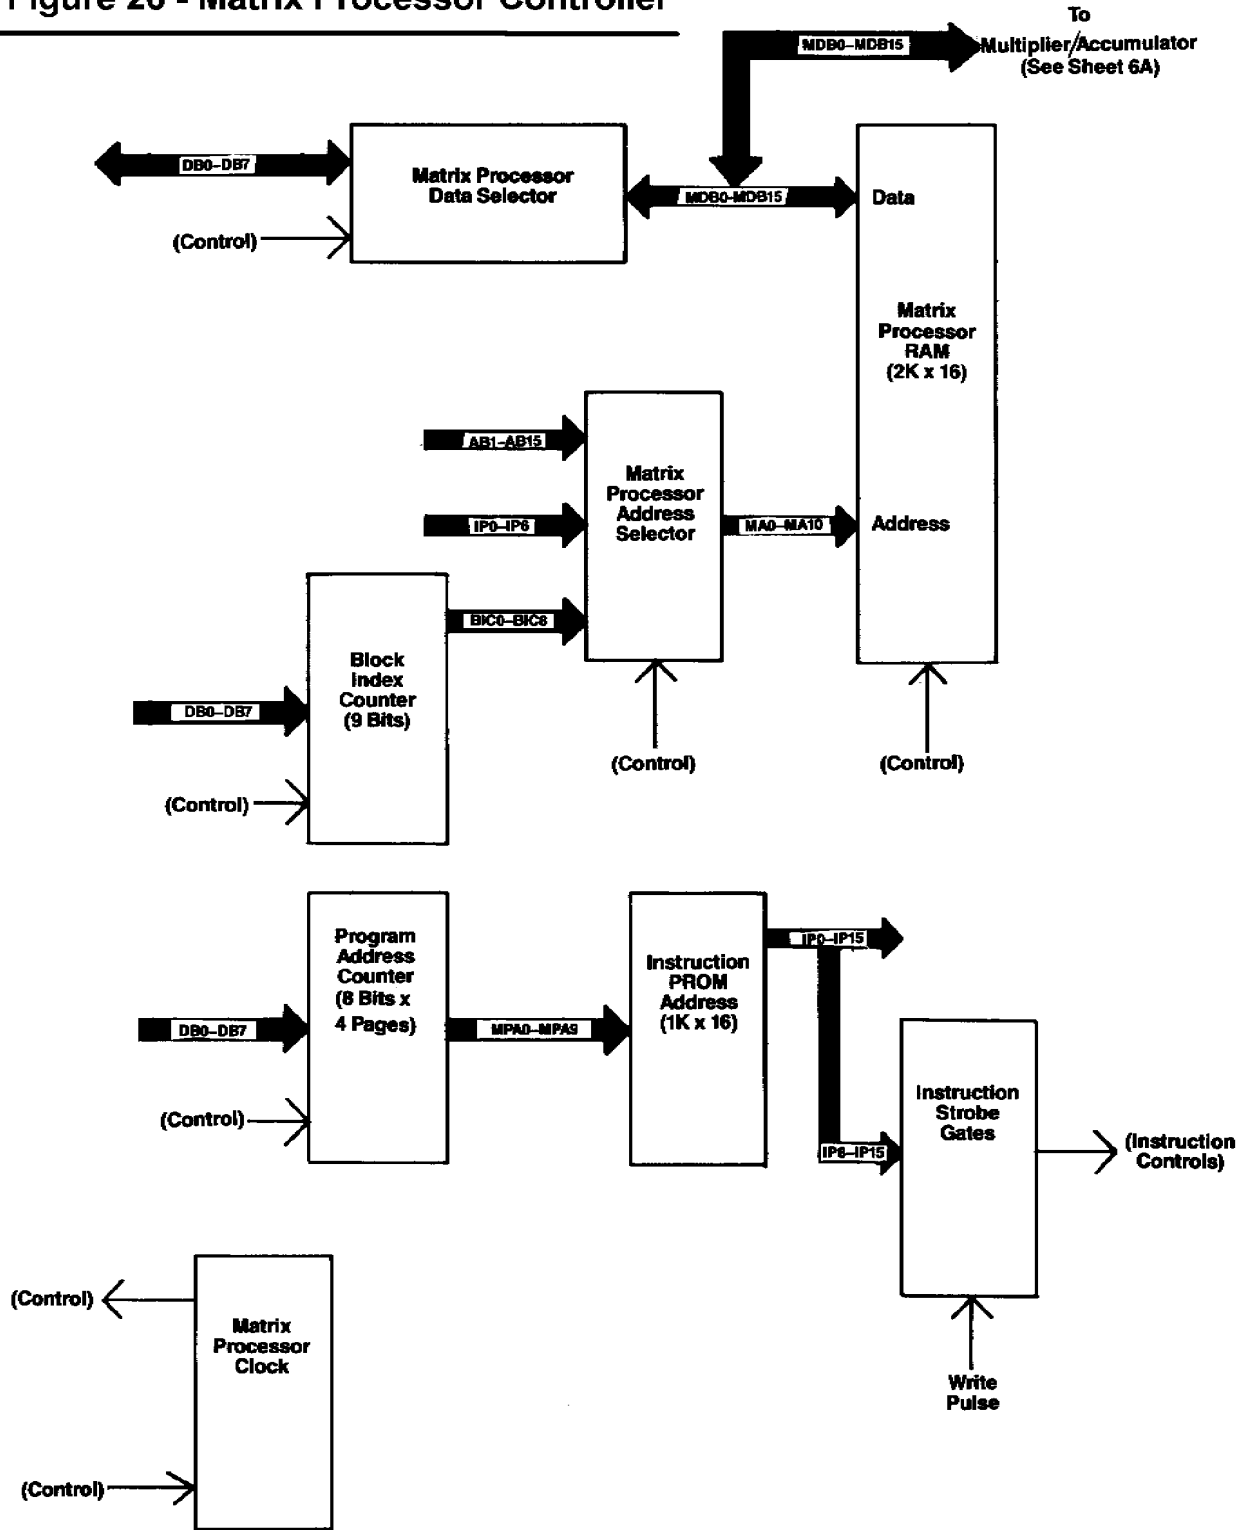 Figure 26 - Matrix Processor Controller
To
Multiplier/Accumulator
(See Sheet 6A)
MDB0–MDB15
DB0–DB7
Matrix Processor
Data Selector
(Control)
MDB0-MDB15
Data
Matrix
Processor
RAM
(2K x 16)
AB1–AB15
IP0–IP6
Matrix
Processor
Address
Selector
MA0–MA10
Address
BIC0–BIC8
Block
Index
Counter
(9 Bits)
DB0–DB7
(Control)
(Control)
(Control)
Program
Address
Counter
(8 Bits x
4 Pages)
DB0–DB7
(Control)
MPA0–MPA9
Instruction
PROM
Address
(1K x 16)
IP0–IP15
IP8–IP15
Instruction
Strobe
Gates
(Instruction
Controls)
Write
Pulse
(Control)
Matrix
Processor
Clock
(Control)